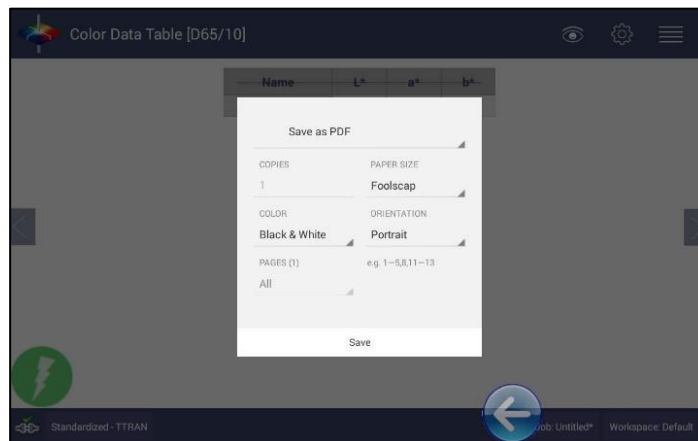 Color Data Table [D65/10]
Name L* a* b*
Save as PDF
COPIES PAPER SIZE
1 Foolscap
COLOR ORIENTATION
Black & White Portrait
PAGES (1) e.g. 1—5,8,11—13
All
Save
Standardized - TTRAN Job: Untitled* Workspace: Default